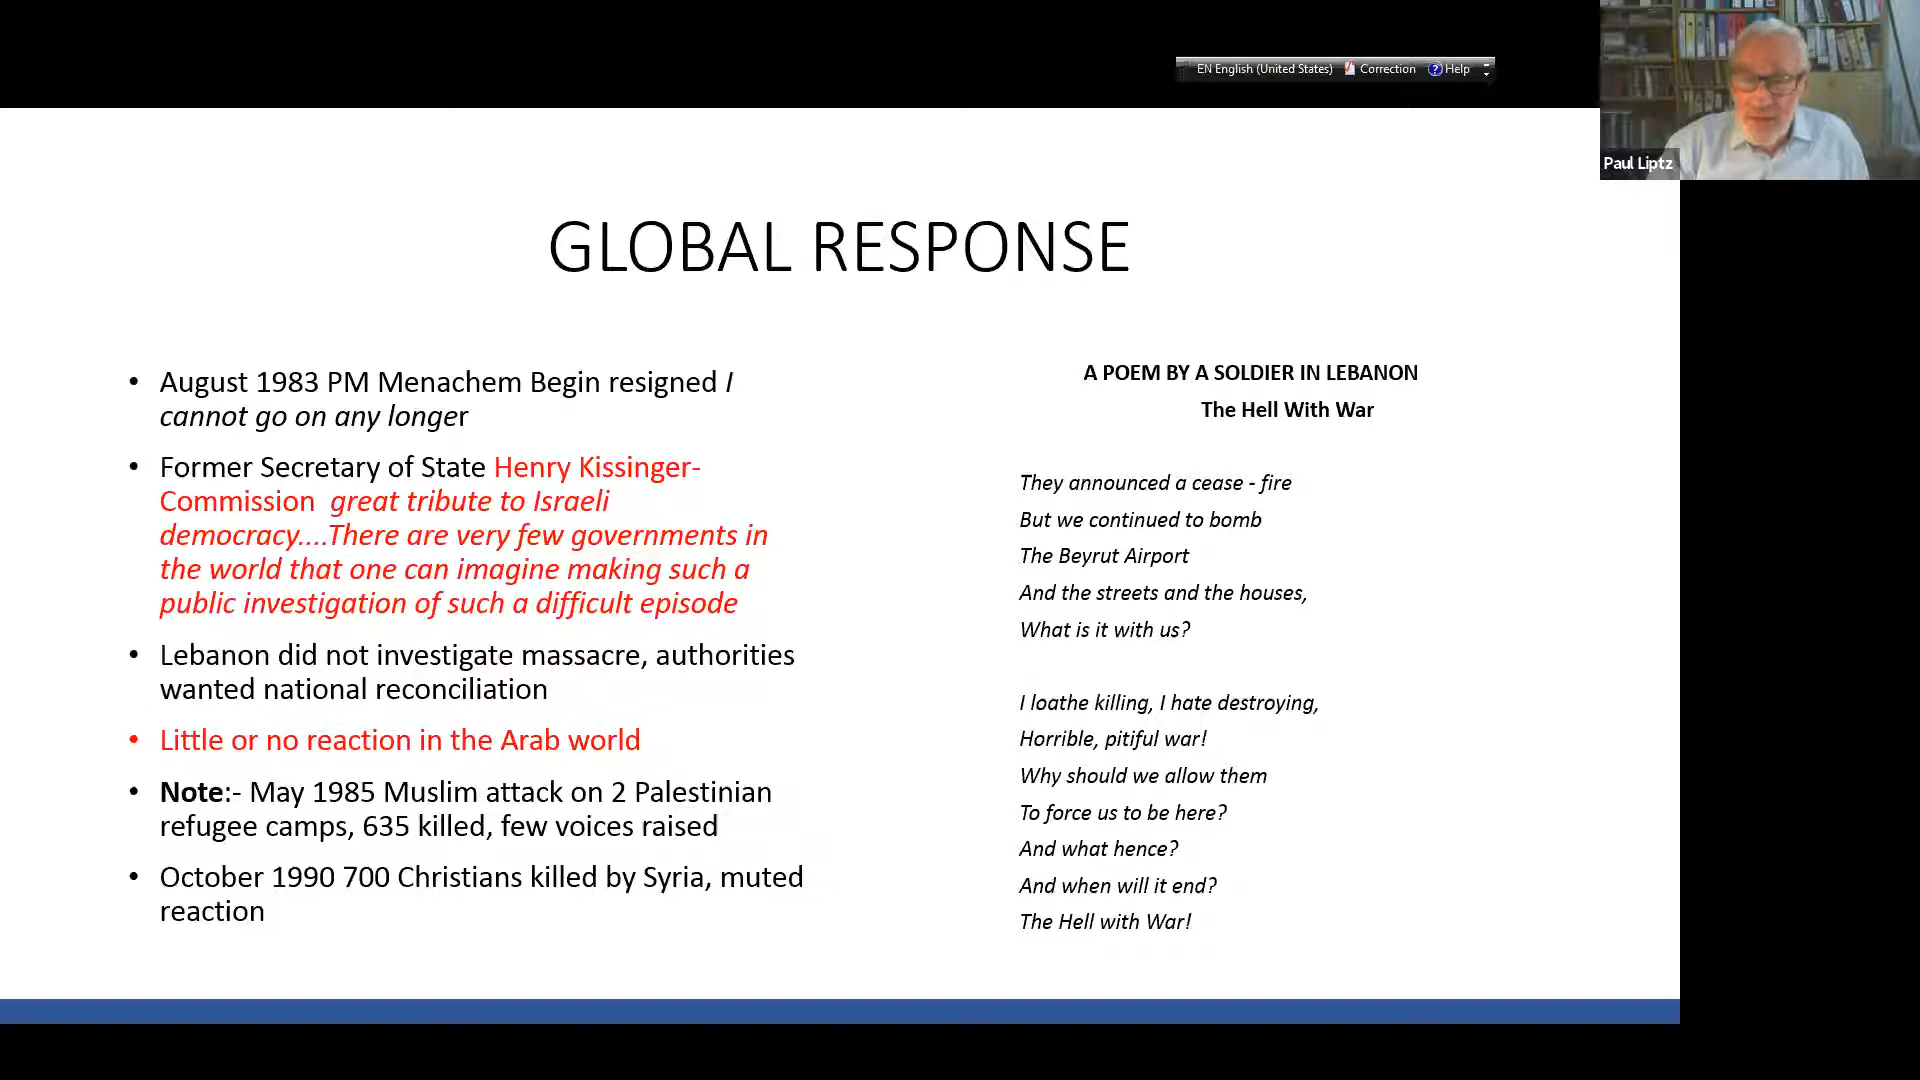 EN English (United States) Correction Help
Paul Liptz
GLOBAL RESPONSE
• August 1983 PM Menachem Begin resigned I
cannot go on any longer
• Former Secretary of State Henry Kissinger-
Commission great tribute to Israeli
democracy....There are very few governments in
the world that one can imagine making such a
public investigation of such a difficult episode
• Lebanon did not investigate massacre, authorities
wanted national reconciliation
• Little or no reaction in the Arab world
• Note:- May 1985 Muslim attack on 2 Palestinian
refugee camps, 635 killed, few voices raised
• October 1990 700 Christians killed by Syria, muted
reaction
A POEM BY A SOLDIER IN LEBANON
The Hell With War
They announced a cease - fire
But we continued to bomb
The Beyrut Airport
And the streets and the houses,
What is it with us?
I loathe killing, I hate destroying,
Horrible, pitiful war!
Why should we allow them
To force us to be here?
And what hence?
And when will it end?
The Hell with War!